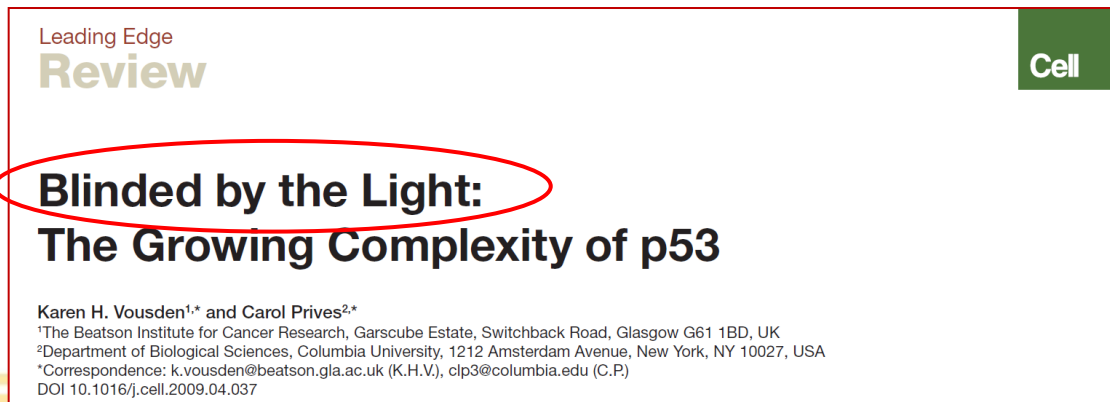 Leading Edge
Review
Cell
Blinded by the Light:
The Growing Complexity of p53
Karen H. Vousden¹,* and Carol Prives²,*
¹The Beatson Institute for Cancer Research, Garscube Estate, Switchback Road, Glasgow G61 1BD, UK
²Department of Biological Sciences, Columbia University, 1212 Amsterdam Avenue, New York, NY 10027, USA
*Correspondence: k.vousden@beatson.gla.ac.uk (K.H.V.), clp3@columbia.edu (C.P.)
DOI 10.1016/j.cell.2009.04.037